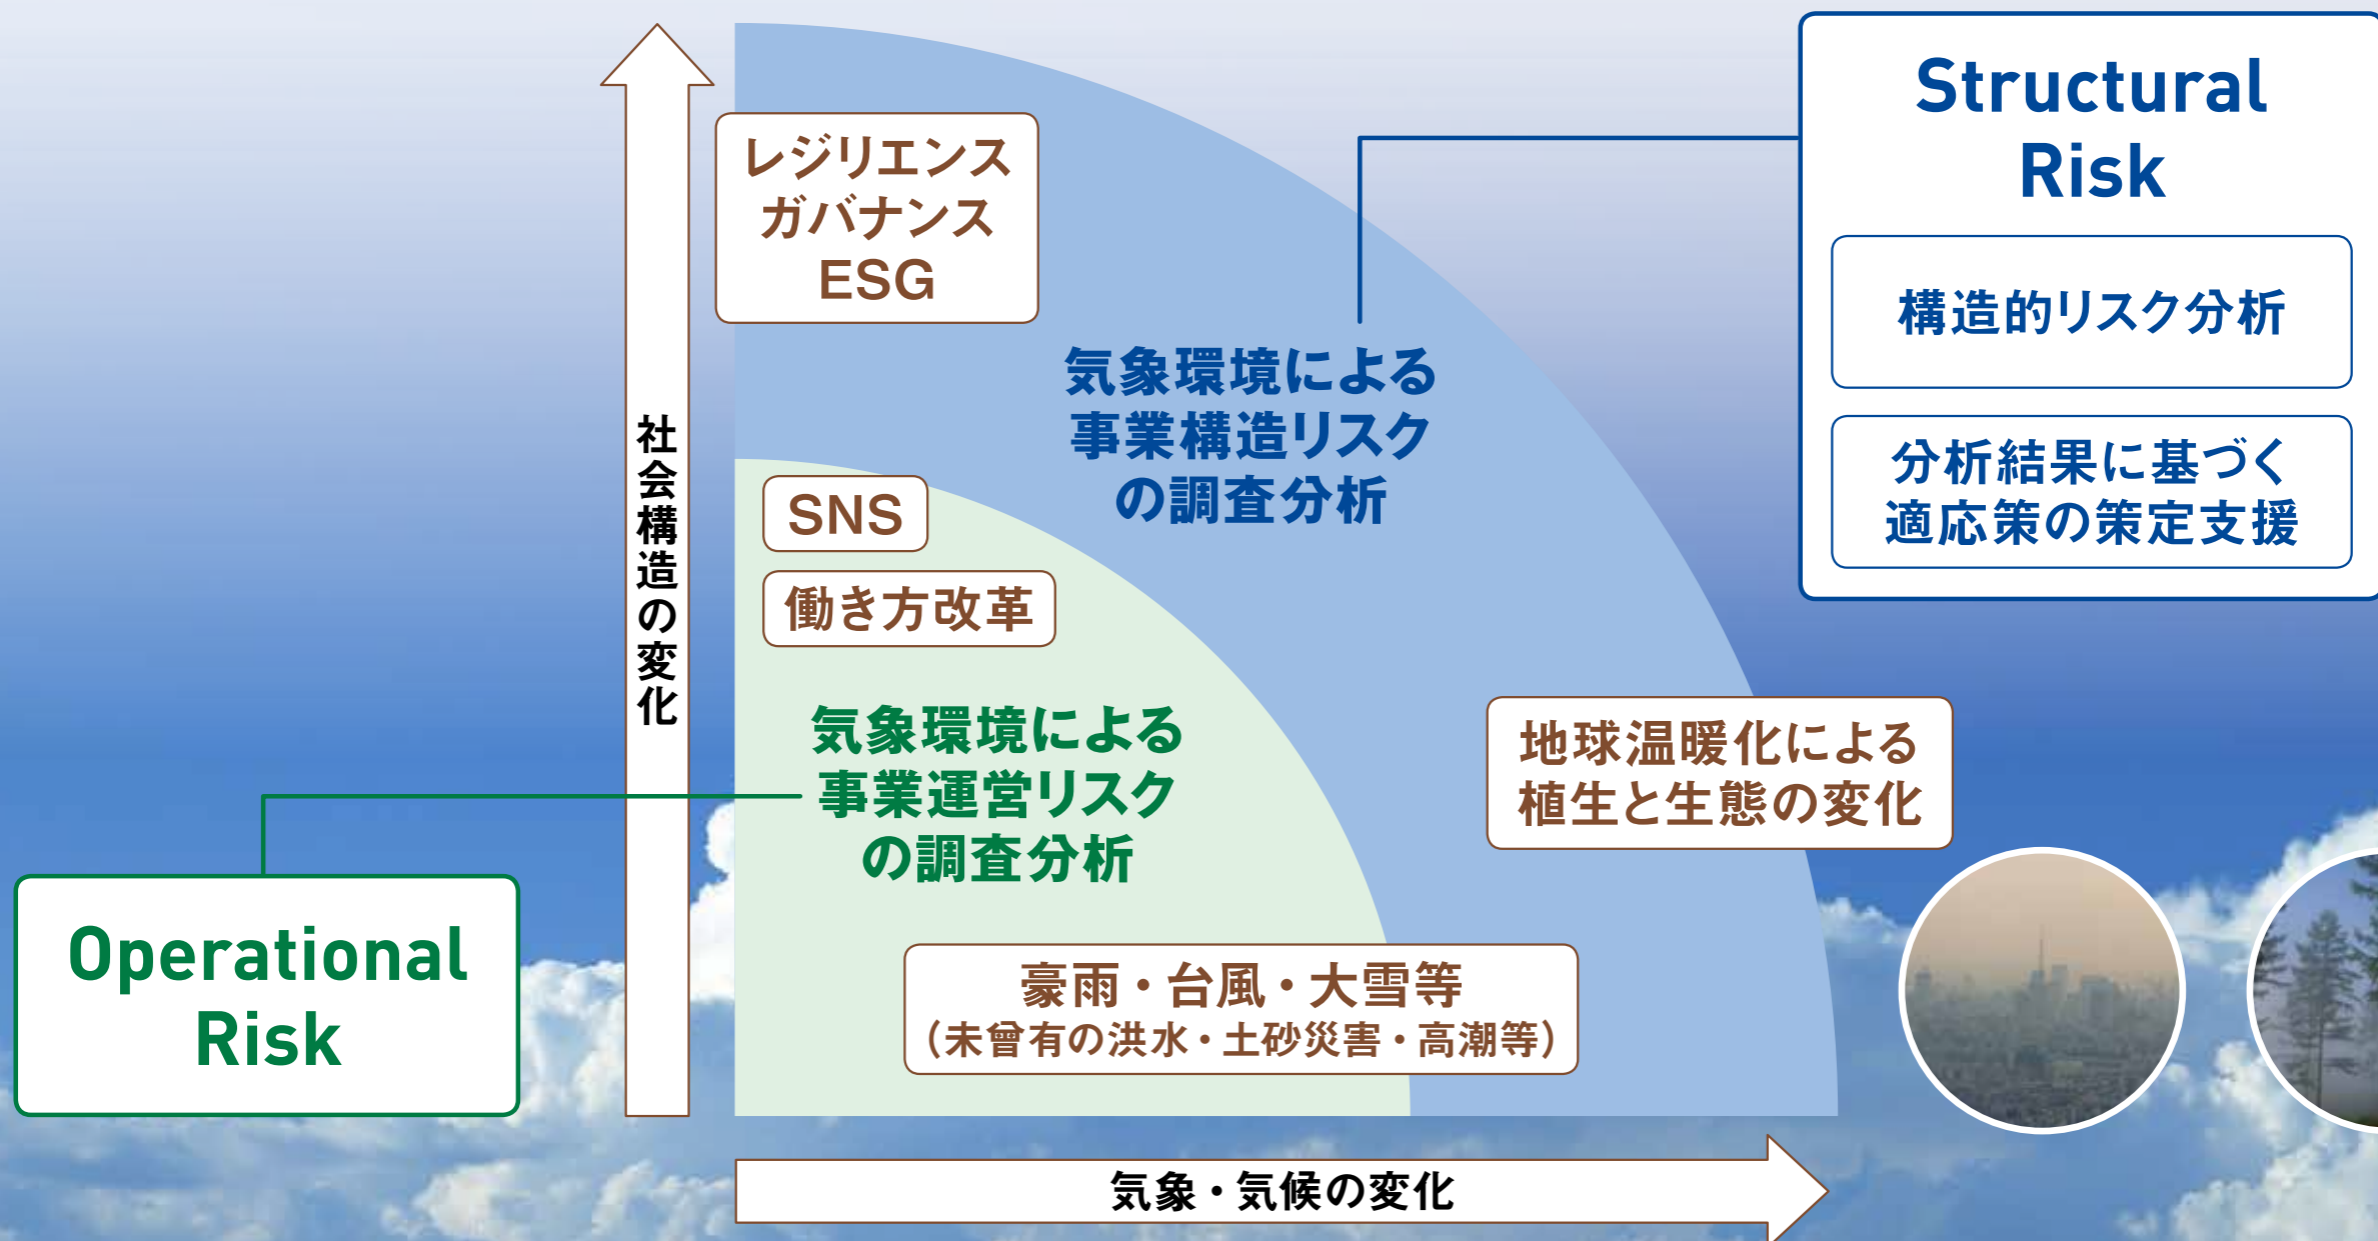 Structural
Risk
構造的リスク分析
分析結果に基づく
適応策の策定支援
レジリエンス
ガバナンス
ESG
気象環境による
事業構造リスク
の調査分析
社会構造の変化
SNS
働き方改革
気象環境による
事業運営リスク
の調査分析
地球温暖化による
植生と生態の変化
Operational
Risk
豪雨・台風・大雪等
（未曾有の洪水・土砂災害・高潮等）
気象・気候の変化